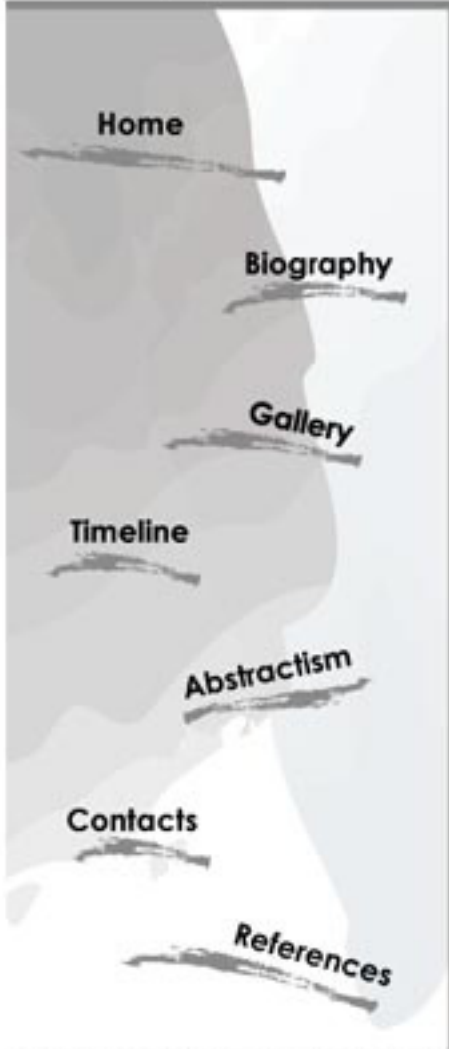 Home
Biography
Gallery
Timeline
Abstractism
Contacts
References